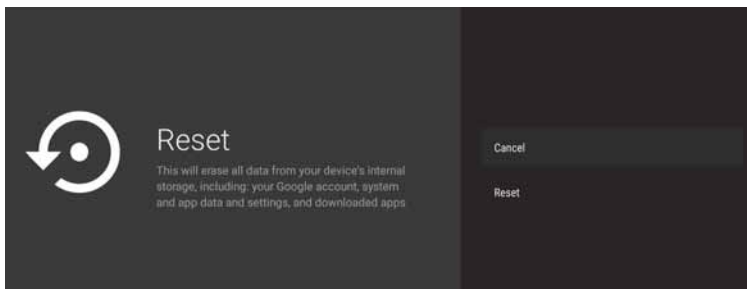 Reset
This will erase all data from your device's internal
storage, including: your Google account, system
and app data and settings, and downloaded apps
Cancel
Reset